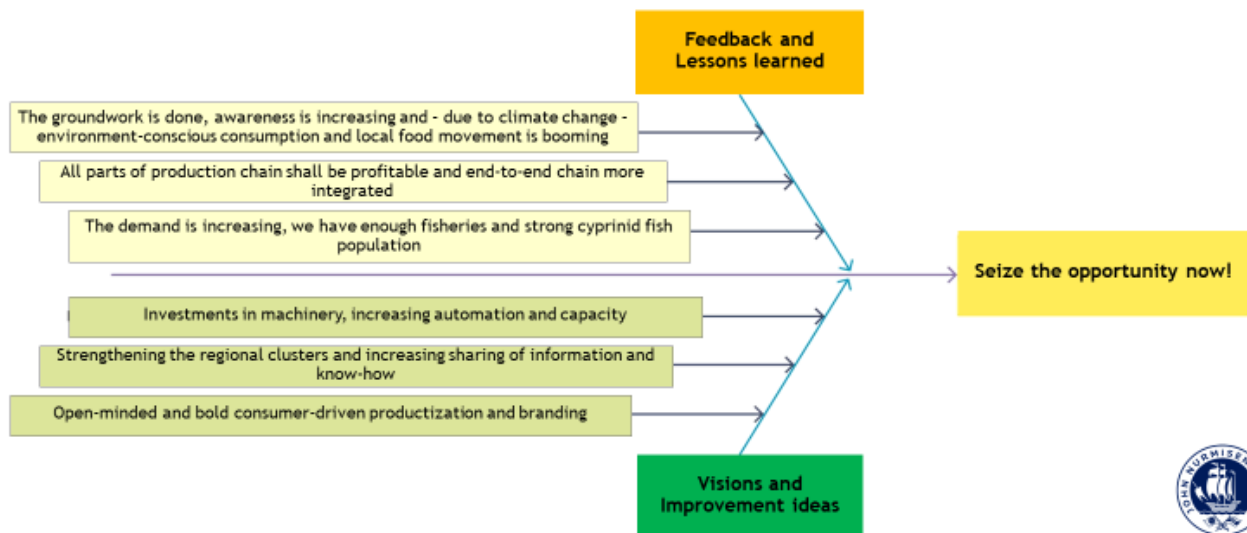 Feedback and
Lessons learned
The groundwork is done, awareness is increasing and - due to climate change -
environment-conscious consumption and local food movement is booming
All parts of production chain shall be profitable and end-to-end chain more
integrated
The demand is increasing, we have enough fisheries and strong cyprinid fish
population
Seize the opportunity now!
Investments in machinery, increasing automation and capacity
Strengthening the regional clusters and increasing sharing of information and
know-how
Open-minded and bold consumer-driven productization and branding
Visions and
Improvement ideas
JOHN